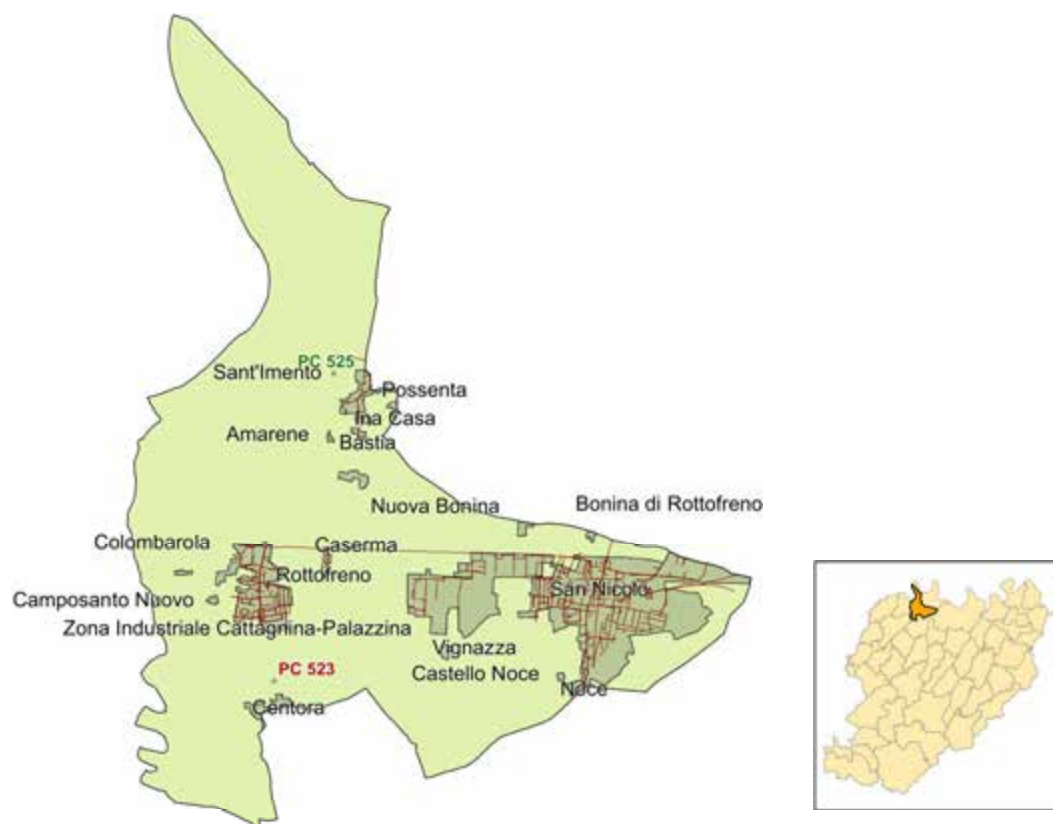 PC 525
Sant'Imento
Possenta
Ina Casa
Amarene
Bastia
Nuova Bonina
Bonina di Rottofreno
Colombarola
Caserma
Rottofreno
San Nicolo
Camposanto Nuovo
Zona Industriale Cattagnina-Palazzina
Vignazza
Castello Noce
PC 523
Noce
Centora